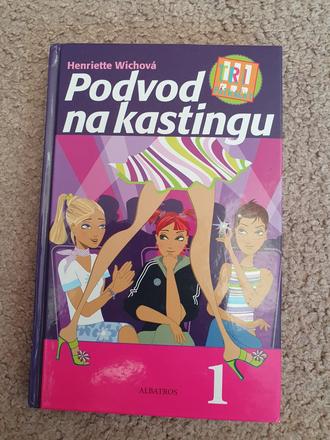 Henriette Wichová
Podvod
na kastingu
ALBATROS
1